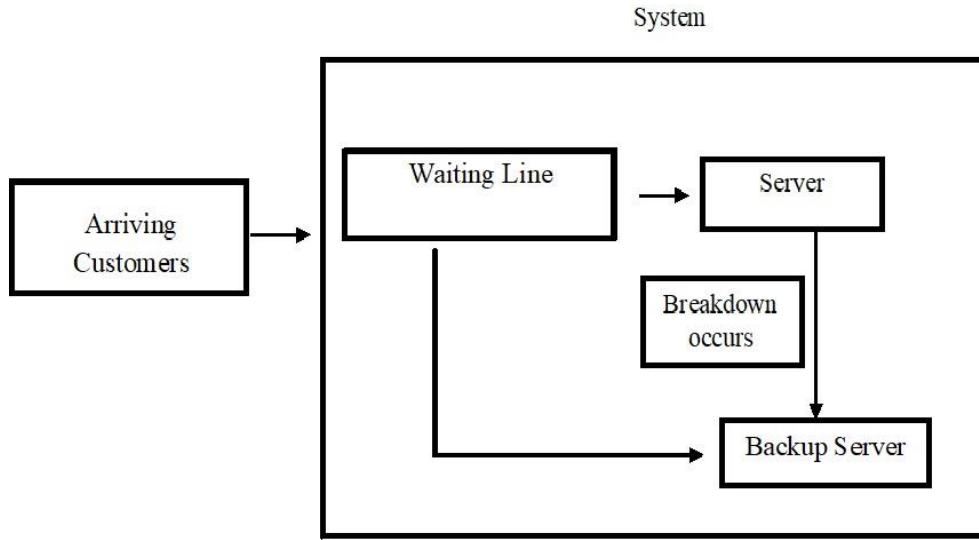 System
Waiting Line
Server
Arriving
Customers
Breakdown
occurs
Backup Server